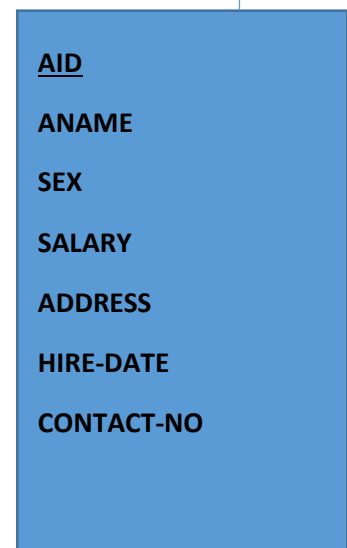 AID
ANAME
SEX
SALARY
ADDRESS
HIRE-DATE
CONTACT-NO